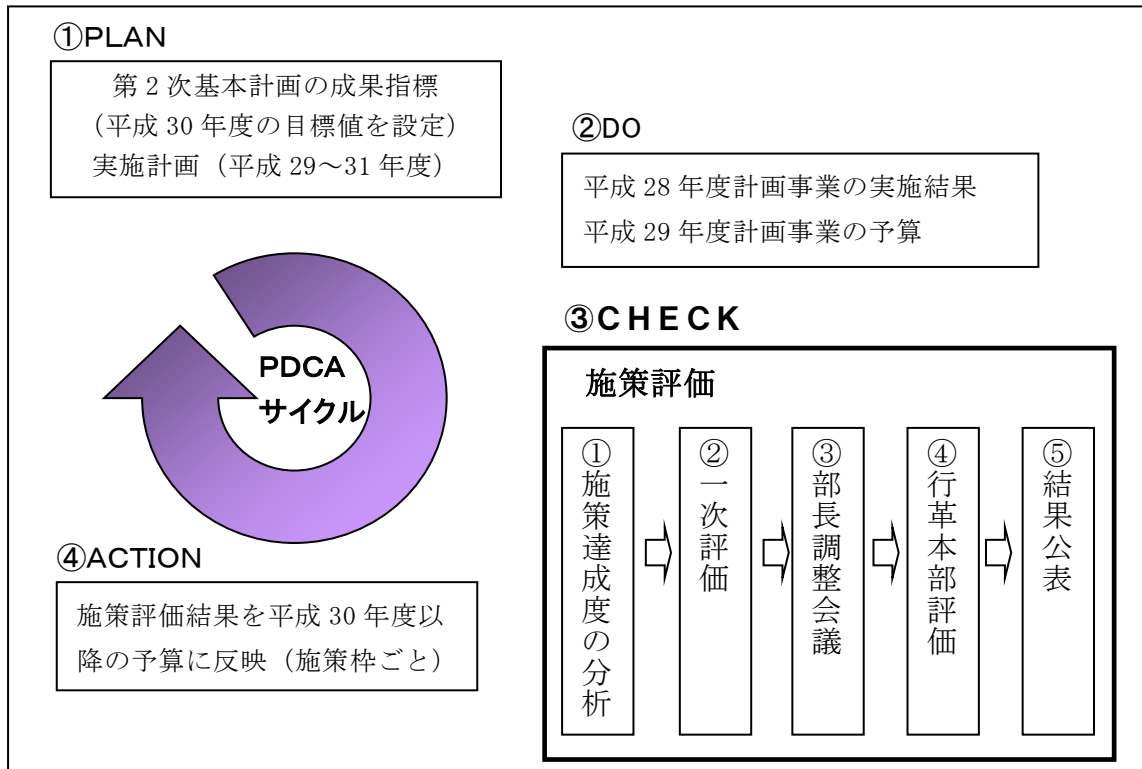 ①PLAN
第2次基本計画の成果指標
（平成30年度の目標値を設定）
実施計画（平成29～31年度）
②DO
平成28年度計画事業の実施結果
平成29年度計画事業の予算
PDCA
サイクル
③CHECK
施策評価
①施策達成度の分析
②一次評価
③部長調整会議
④行革本部評価
⑤結果公表
④ACTION
施策評価結果を平成30年度以
降の予算に反映（施策枠ごと）